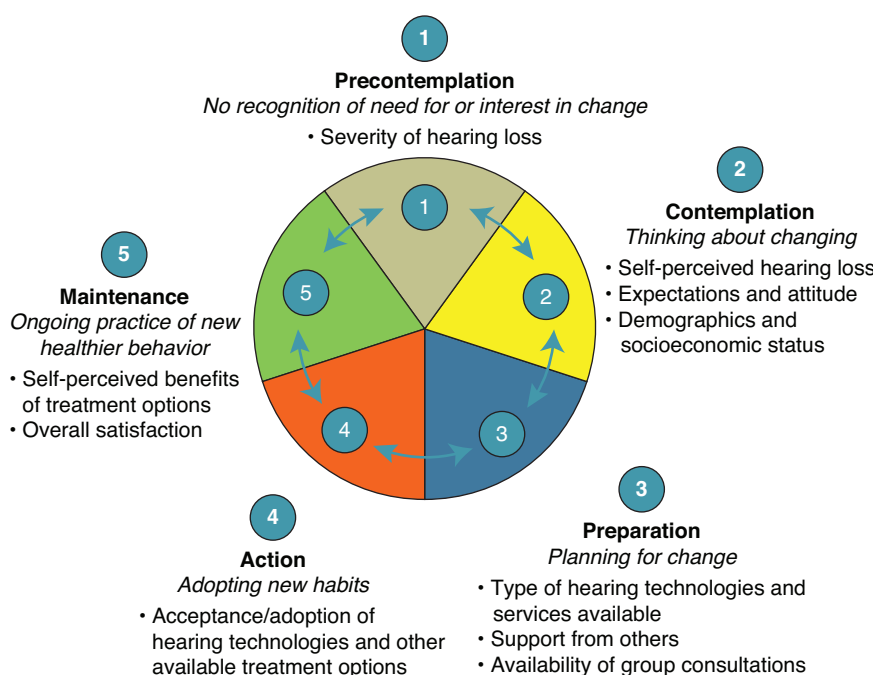 1
Precontemplation
No recognition of need for or interest in change
• Severity of hearing loss
2
Contemplation
Thinking about changing
• Self-perceived hearing loss
• Expectations and attitude
• Demographics and
socioeconomic status
3
Preparation
Planning for change
• Type of hearing technologies and
services available
• Support from others
• Availability of group consultations
4
Action
Adopting new habits
• Acceptance/adoption of
hearing technologies and other
available treatment options
5
Maintenance
Ongoing practice of new
healthier behavior
• Self-perceived benefits
of treatment options
• Overall satisfaction
1
2
3
4
5